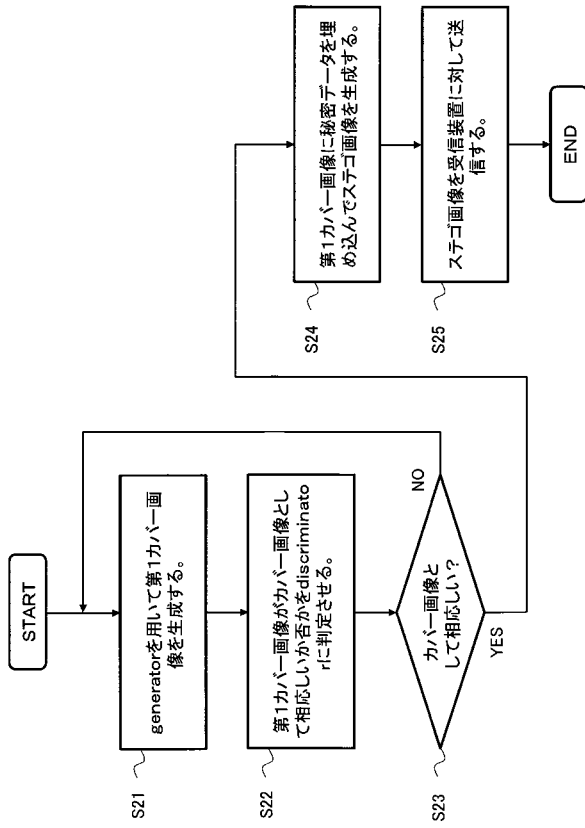 START
generatorを用いて第1カバー画
像を生成する。
S21
第1カバー画像がカバー画像とし
て相応しいか否かをdiscriminato
rに判定させる。
S22
カバー画像と
して相応しい?
S23
NO
YES
第1カバー画像に秘密データを埋
め込んでステゴ画像を生成する。
S24
ステゴ画像を受信装置に対して送
信する。
S25
END